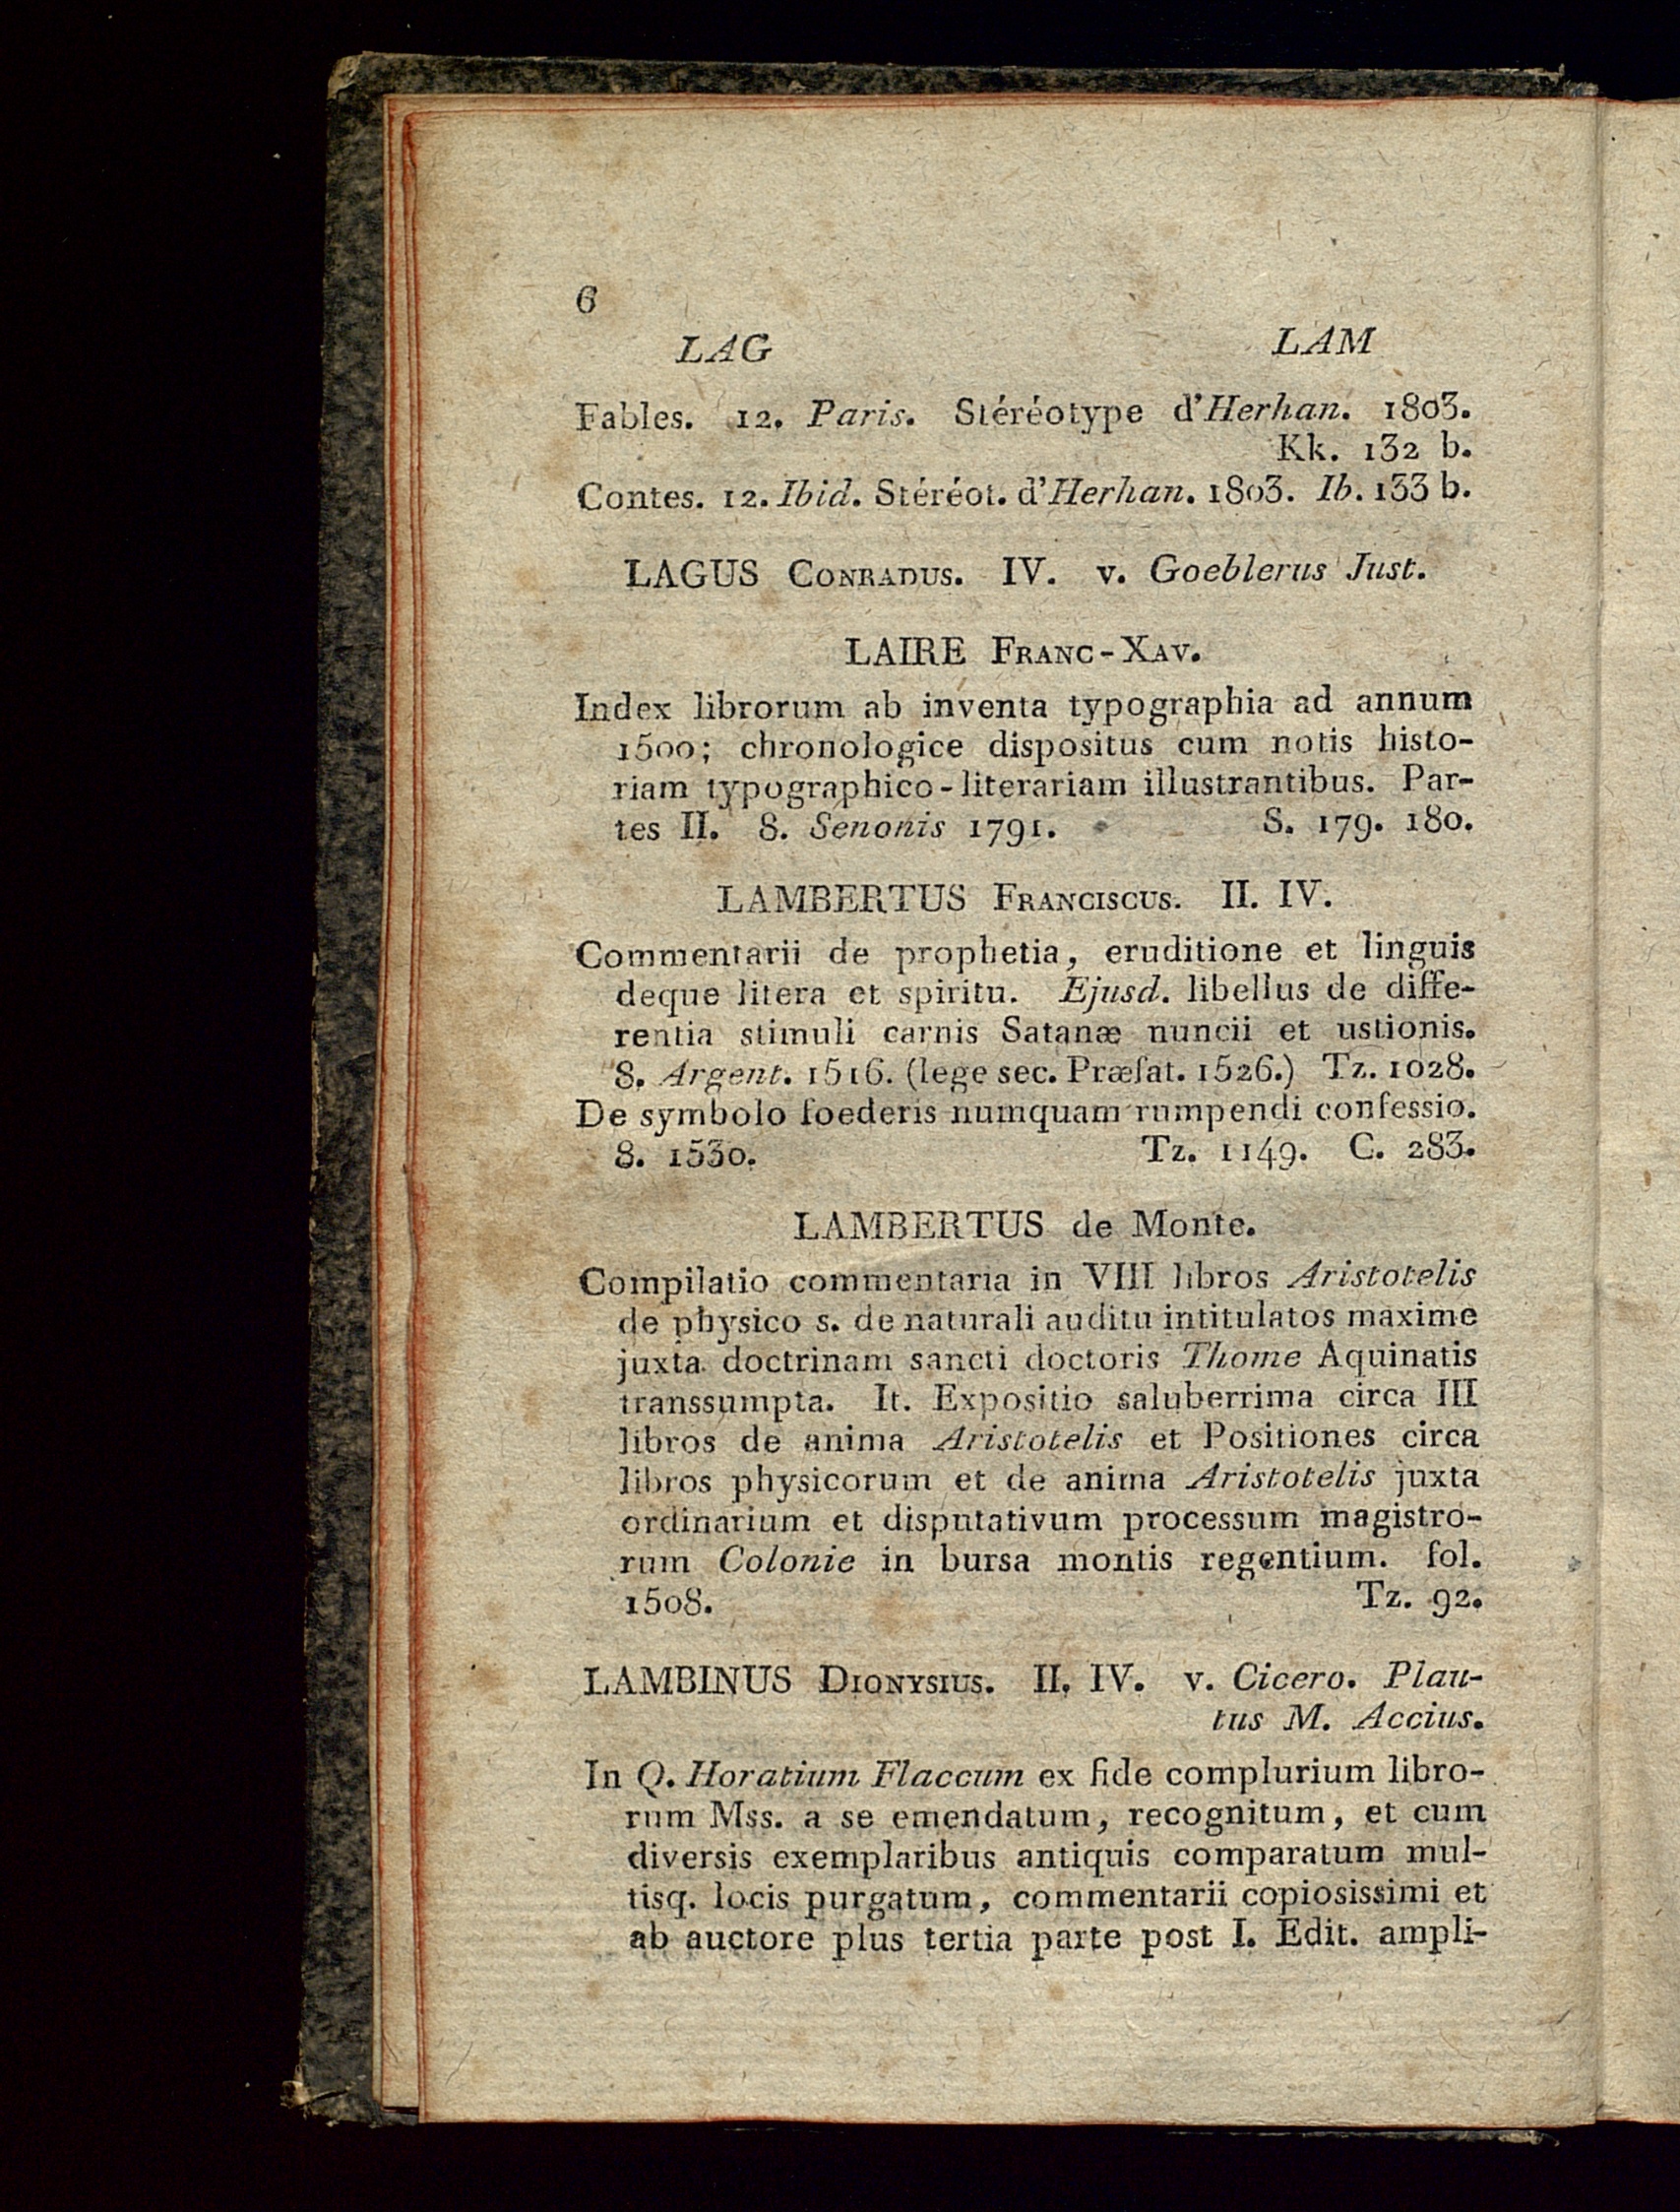 6
LAG LAM
Fables. 12. Paris. Stéréotype d'Herhan. 1803.
Kk. 132 b.
Contes. 12. Ibid. Stéréot. d'Herhan. 1803. Ib. 133 b.
LAGUS CONRADUS. IV. v. Goeblerus Just.
LAIRE FRANC-XAV.
Index librorum ab inventa typographia ad annum
1500; chronologice dispositus cum notis histo-
riam typographico-literariam illustrantibus. Par-
tes II. 8. Senonis 1791. S. 179. 180.
LAMBERTUS FRANCISCUS. II. IV.
Commentarii de prophetia, eruditione et linguis
deque litera et spiritu. Ejusd. libellus de diffe-
rentia stimuli carnis Satanæ nuncii et ustionis.
8. Argent. 1516. (lege sec. Præfat. 1526.) Tz. 1028.
De symbolo foederis numquam rumpendi confessio.
8. 1530. Tz. 1149. C. 283.
LAMBERTUS de Monte.
Compilatio commentaria in VIII libros Aristotelis
de physico s. de naturali auditu intitulatos maxime
juxta doctrinam sancti doctoris Thome Aquinatis
transsumpta. It. Expositio saluberrima circa III
libros de anima Aristotelis et Positiones circa
libros physicorum et de anima Aristotelis juxta
ordinarium et disputativum processum magistro-
rum Colonie in bursa montis regentium. fol.
1508. Tz. 92.
LAMBINUS DIONYSIUS. II. IV. v. Cicero. Plau-
tus M. Accius.
In Q. Horatium Flaccum ex fide complurium libro-
rum Mss. a se emendatum, recognitum, et cum
diversis exemplaribus antiquis comparatum mul-
tisq. locis purgatum, commentarii copiosissimi et
ab auctore plus tertia parte post I. Edit. ampli-